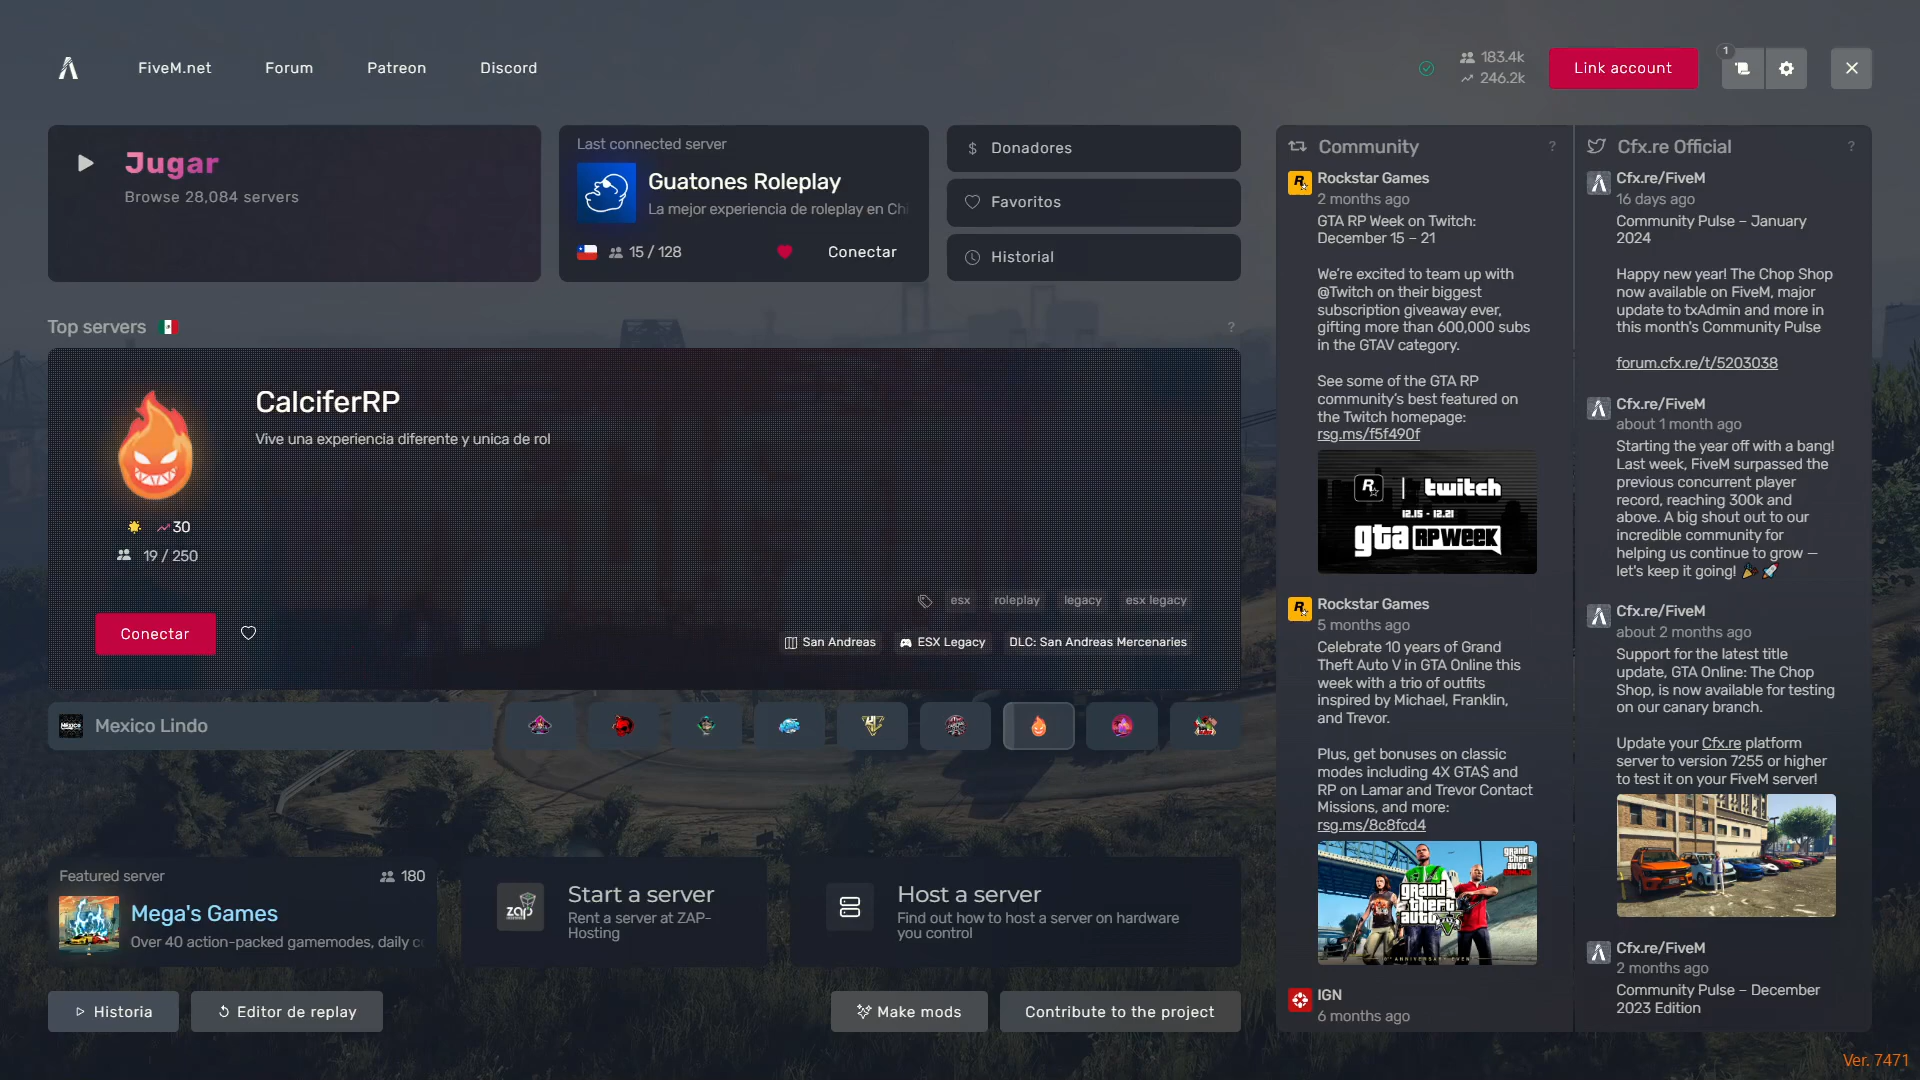 FiveM.net
Forum
Patreon
Discord
183.4k
246.2k
Link account
1
Jugar
Browse 28,084 servers
Last connected server
Guatones Roleplay
La mejor experiencia de roleplay en Chi
15 / 128
Conectar
Donadores
Favoritos
Historial
Top servers
?
CalciferRP
Vive una experiencia diferente y unica de rol
30
19 / 250
esx
roleplay
legacy
esx legacy
Conectar
San Andreas
ESX Legacy
DLC: San Andreas Mercenaries
Mexico Lindo
Featured server
180
Mega's Games
Over 40 action-packed gamemodes, daily c
zap
Start a server
Rent a server at ZAP-
Hosting
Host a server
Find out how to host a server on hardware
you control
Historia
Editor de replay
Make mods
Contribute to the project
Community
?
Rockstar Games
2 months ago
GTA RP Week on Twitch:
December 15 – 21
We're excited to team up with
@Twitch on their biggest
subscription giveaway ever,
gifting more than 600,000 subs
in the GTAV category.
See some of the GTA RP
community's best featured on
the Twitch homepage:
rsg.ms/f5f490f
R
twitch
12.15 - 12.21
gta RPWEEK
Rockstar Games
5 months ago
Celebrate 10 years of Grand
Theft Auto V in GTA Online this
week with a trio of outfits
inspired by Michael, Franklin,
and Trevor.
Plus, get bonuses on classic
modes including 4X GTA$ and
RP on Lamar and Trevor Contact
Missions, and more:
rsg.ms/8c8fcd4
grand
theft
auto
V
grand
theft
auto
IGN
6 months ago
Cfx.re Official
?
Cfx.re/FiveM
16 days ago
Community Pulse – January
2024
Happy new year! The Chop Shop
now available on FiveM, major
update to txAdmin and more in
this month's Community Pulse
forum.cfx.re/t/5203038
Cfx.re/FiveM
about 1 month ago
Starting the year off with a bang!
Last week, FiveM surpassed the
previous concurrent player
record, reaching 300k and
above. A big shout out to our
incredible community for
helping us continue to grow —
let's keep it going! 🎉 🚀
Cfx.re/FiveM
about 2 months ago
Support for the latest title
update, GTA Online: The Chop
Shop, is now available for testing
on our canary branch.
Update your Cfx.re platform
server to version 7255 or higher
to test it on your FiveM server!
Cfx.re/FiveM
2 months ago
Community Pulse – December
2023 Edition
Ver. 7471